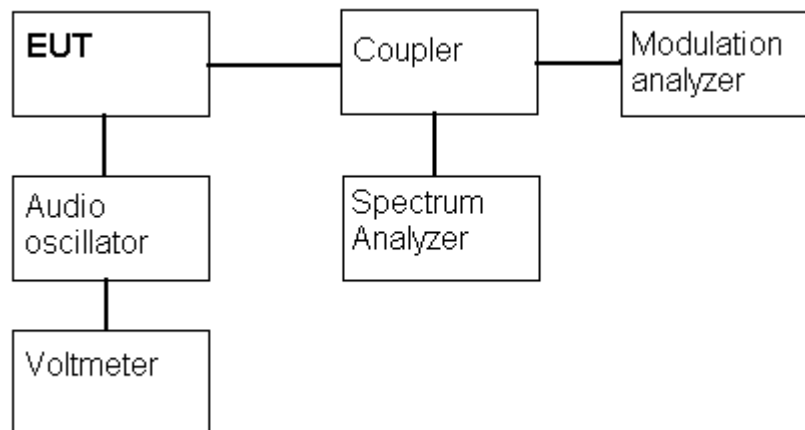 EUT
Coupler
Modulation
analyzer
Audio
oscillator
Spectrum
Analyzer
Voltmeter